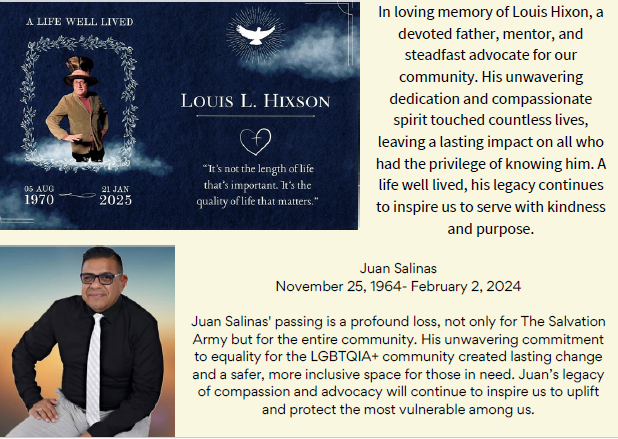 A LIFE WELL LIVED
LOUIS L. HIXSON
“It’s not the length of life
that’s important. It’s the
quality of life that matters.”
05 AUG
1970
21 JAN
2025
In loving memory of Louis Hixon, a
devoted father, mentor, and
steadfast advocate for our
community. His unwavering
dedication and compassionate
spirit touched countless lives,
leaving a lasting impact on all who
had the privilege of knowing him. A
life well lived, his legacy continues
to inspire us to serve with kindness
and purpose.
Juan Salinas
November 25, 1964- February 2, 2024
Juan Salinas' passing is a profound loss, not only for The Salvation
Army but for the entire community. His unwavering commitment
to equality for the LGBTQIA+ community created lasting change
and a safer, more inclusive space for those in need. Juan’s legacy
of compassion and advocacy will continue to inspire us to uplift
and protect the most vulnerable among us.